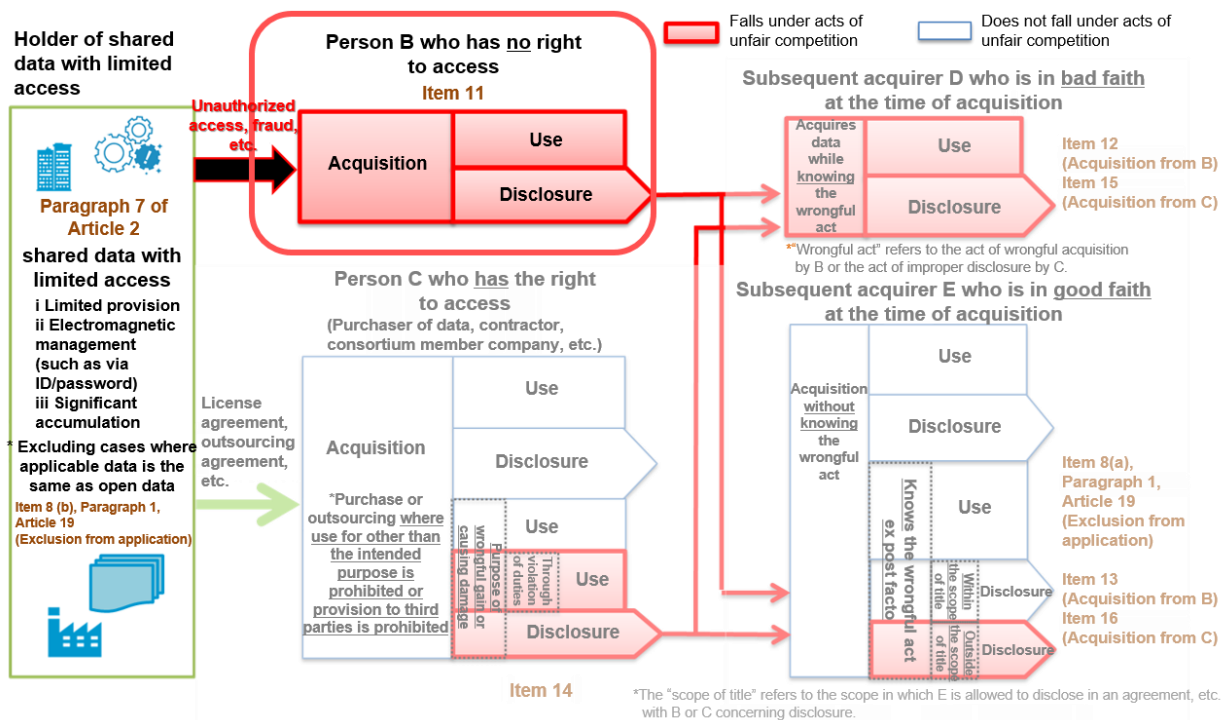 Falls under acts of
unfair competition
Does not fall under acts of
unfair competition
Holder of shared
data with limited
access
Paragraph 7 of
Article 2
shared data with
limited access
i Limited provision
ii Electromagnetic
management
(such as via
ID/password)
iii Significant
accumulation
* Excluding cases where
applicable data is the
same as open data
Item 8 (b), Paragraph 1,
Article 19
(Exclusion from application)
Unauthorized
access, fraud,
etc.
Person B who has no right
to access
Item 11
Acquisition
Use
Disclosure
License
agreement,
outsourcing
agreement,
etc.
Person C who has the right
to access
(Purchaser of data, contractor,
consortium member company, etc.)
Acquisition
*Purchase or
outsourcing where
use for other than
the intended
purpose is
prohibited or
provision to third
parties is prohibited
Use
Disclosure
Use
Purpose of
wrongful gain or
causing damage
Through
violation
of duties
Use
Disclosure
Item 14
Subsequent acquirer D who is in bad faith
at the time of acquisition
Acquires
data
while
knowing
the
wrongful
act
Use
Disclosure
Item 12
(Acquisition from B)
Item 15
(Acquisition from C)
*"Wrongful act" refers to the act of wrongful acquisition
by B or the act of improper disclosure by C.
Subsequent acquirer E who is in good faith
at the time of acquisition
Acquisition
without
knowing
the
wrongful
act
Use
Disclosure
Knows the wrongful act
ex post facto
Use
Within
the scope
of title
Disclosure
Outside
the scope
of title
Disclosure
Item 8(a),
Paragraph 1,
Article 19
(Exclusion from
application)
Item 13
(Acquisition from B)
Item 16
(Acquisition from C)
*The "scope of title" refers to the scope in which E is allowed to disclose in an agreement, etc.
with B or C concerning disclosure.